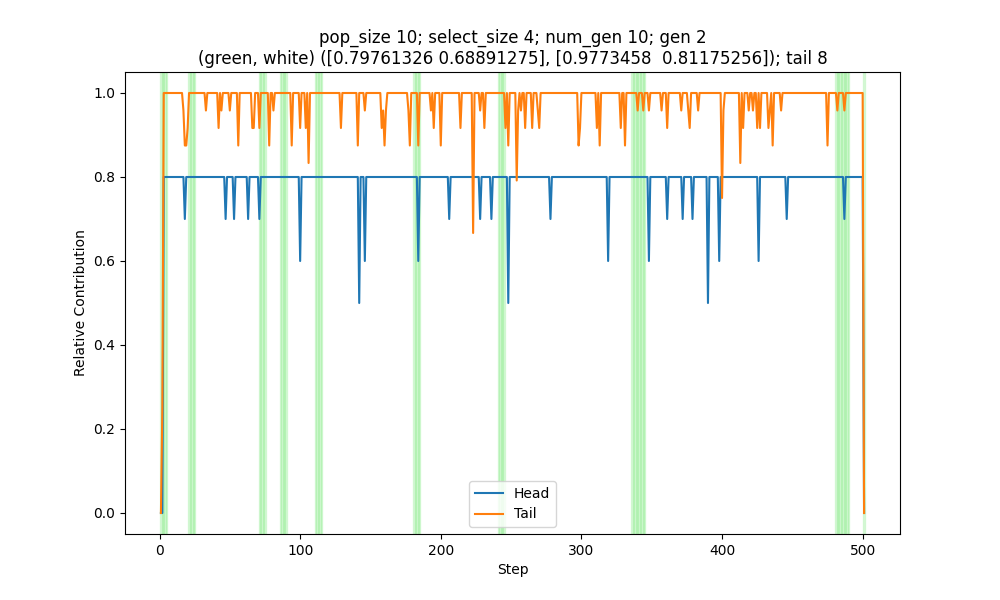 pop_size 10; select_size 4; num_gen 10; gen 2
(green, white) ([0.79761326 0.68891275], [0.9773458  0.81175256]); tail 8
1.0
0.8
0.6
0.4
0.2
0.0
Relative Contribution
Head
Tail
0
100
200
300
400
500
Step